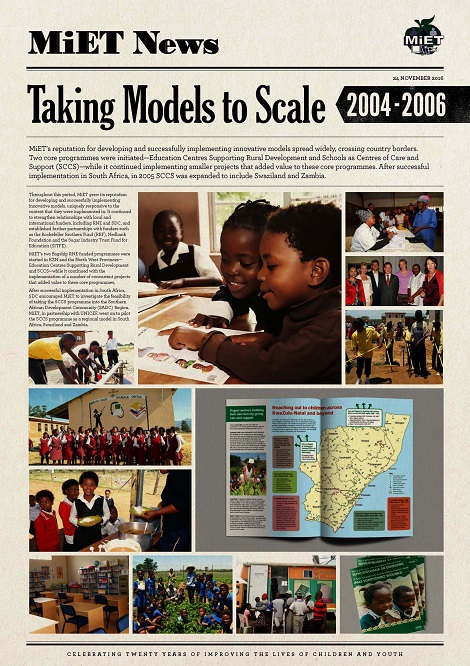 MiET News
MiET
24 NOVEMBER 2016
Taking Models to Scale
2004-2006
MiET's reputation for developing and successfully implementing innovative models spread widely, crossing country borders.
Two core programmes were initiated—Education Centres Supporting Rural Development and Schools as Centres of Care and
Support (SCCS)—while it continued implementing smaller projects that added value to these core programmes. After successful
implementation in South Africa, in 2005 SCCS was expanded to include Swaziland and Zambia.
Throughout this period, MiET grew its reputation
for developing and successfully implementing
innovative models, uniquely responsive to the
context that they were implemented in. It continued
to strengthen relationships with local and
international funders, including RNE and SDC, and
established further partnerships with funders such
as the Rockefeller Brothers Fund (RBF), Nedbank
Foundation and the Sugar Industry Trust Fund for
Education (SITFE).
MiET's two flagship RNE-funded programmes were
started in KZN and the North West Provinces—
Education Centres Supporting Rural Development
and SCCS—while it continued with the
implementation of a number of concurrent projects
that added value to these core programmes.
After successful implementation in South Africa,
SDC encouraged MiET to investigate the feasibility
of taking the SCCS programme into the Southern
African Development Community (SADC) Region.
MiET, in partnership with UNICEF, went on to pilot
the SCCS programme as a regional model in South
Africa, Swaziland and Zambia.
Reaching out to children across
KwaZulu-Natal and beyond
CELEBRATING TWENTY YEARS OF IMPROVING THE LIVES OF CHILDREN AND YOUTH